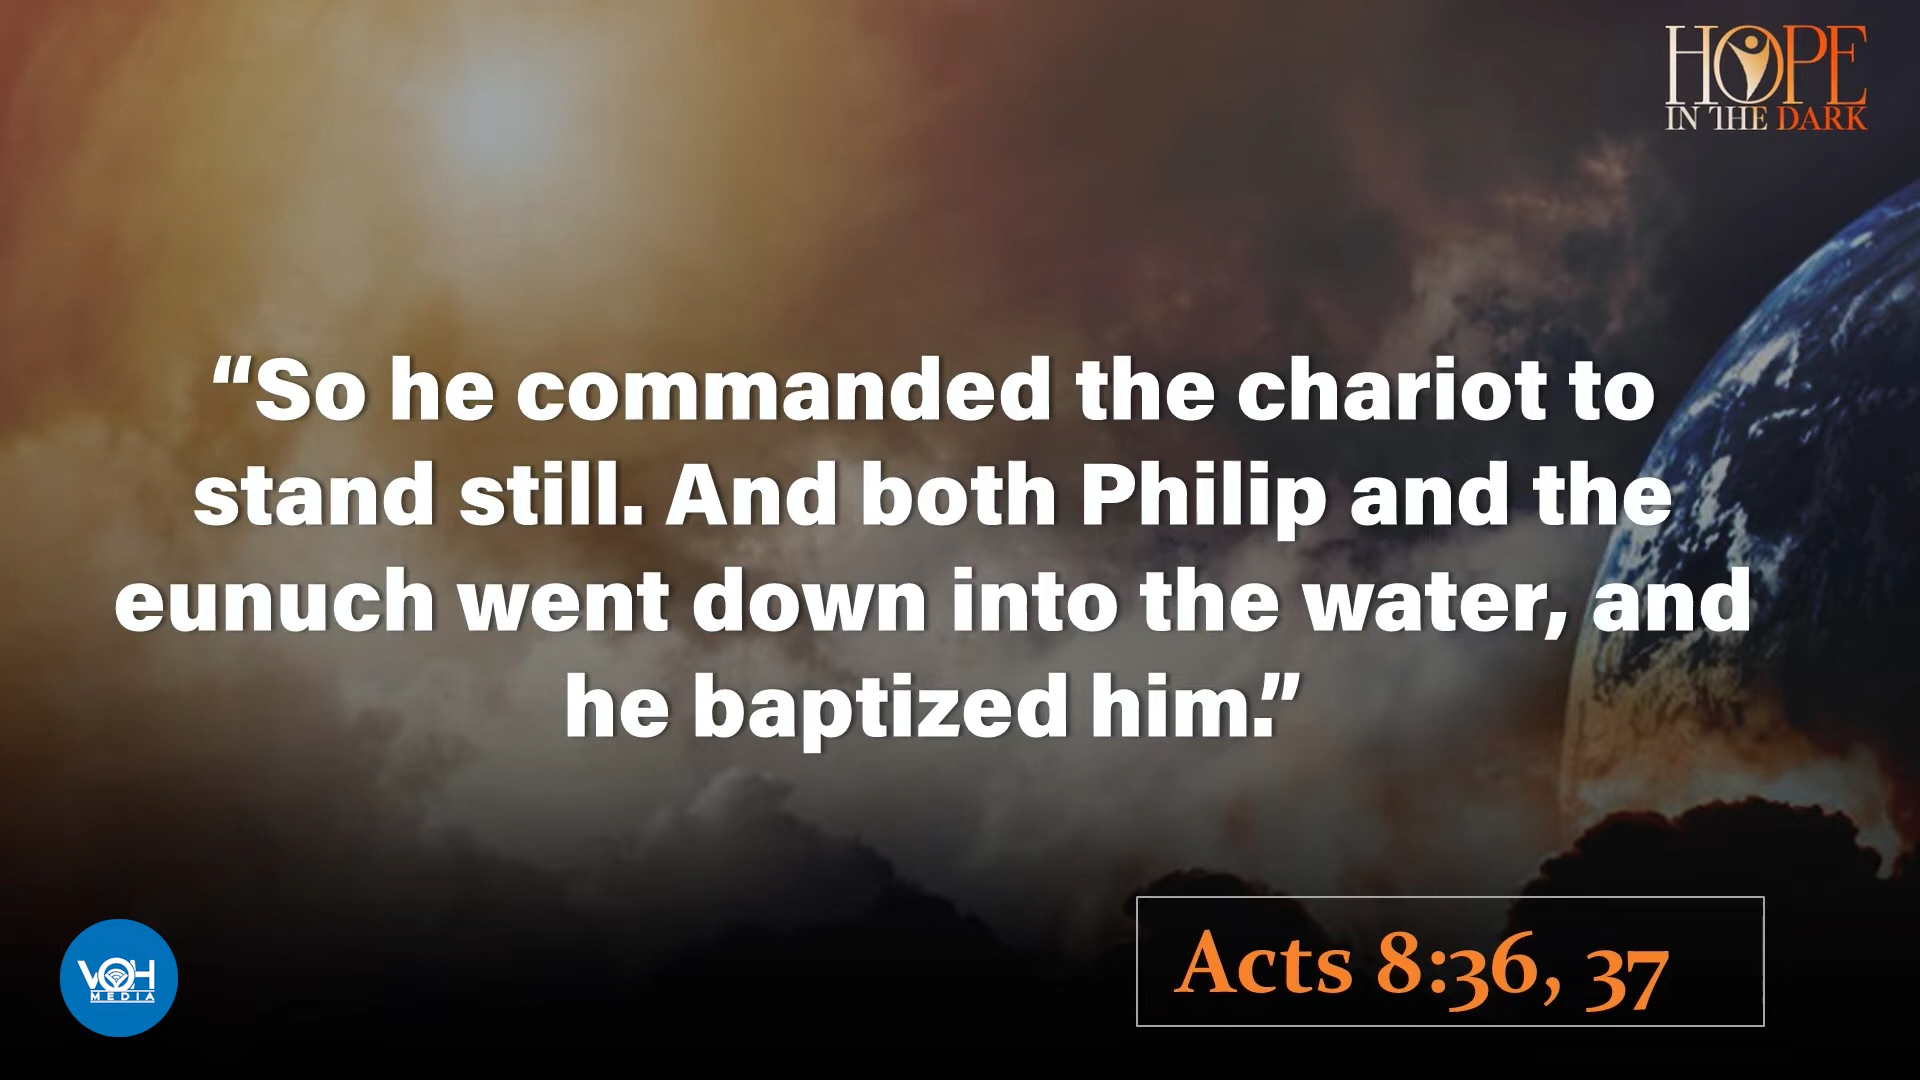 HOPE
IN THE DARK
“So he commanded the chariot to
stand still. And both Philip and the
eunuch went down into the water, and
he baptized him.”
Acts 8:36, 37
VOH
MEDIA